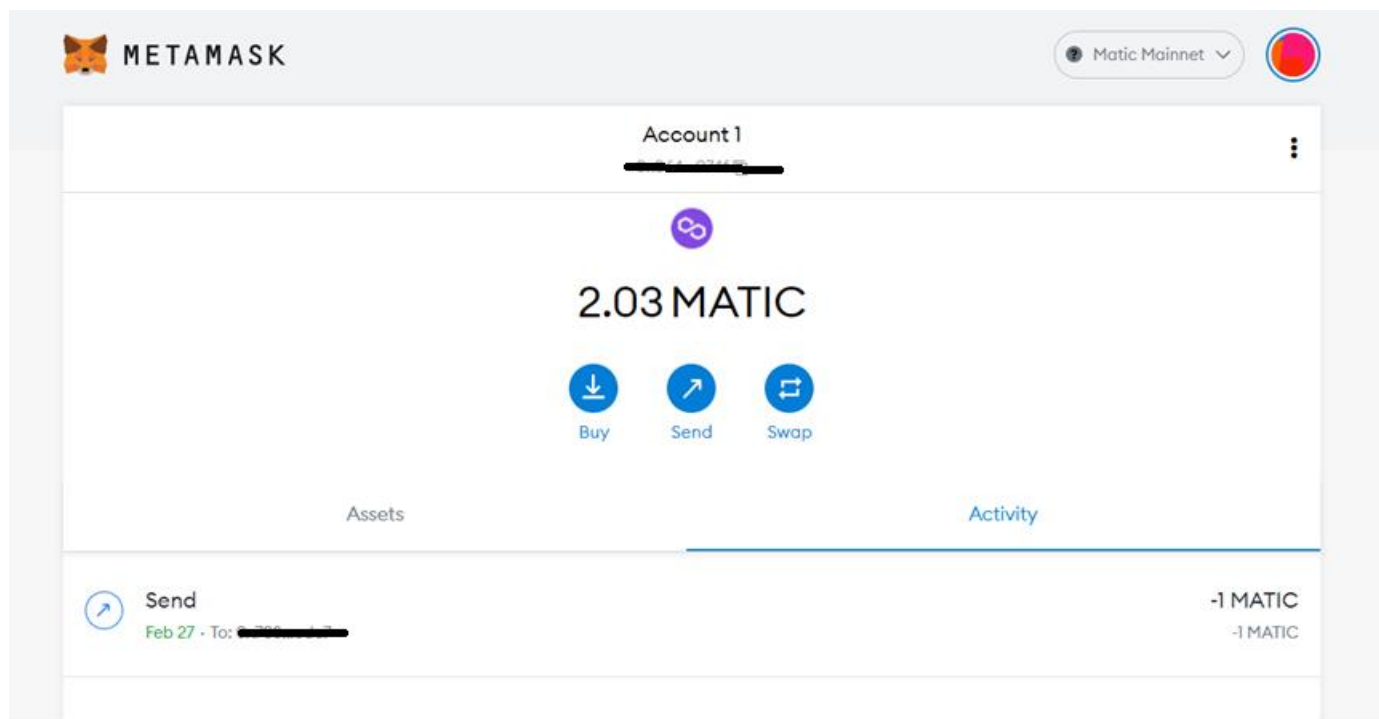 METAMASK
Matic Mainnet
Account 1
2.03 MATIC
Buy
Send
Swap
Assets
Activity
Send
-1 MATIC
Feb 27 · To:
-1 MATIC